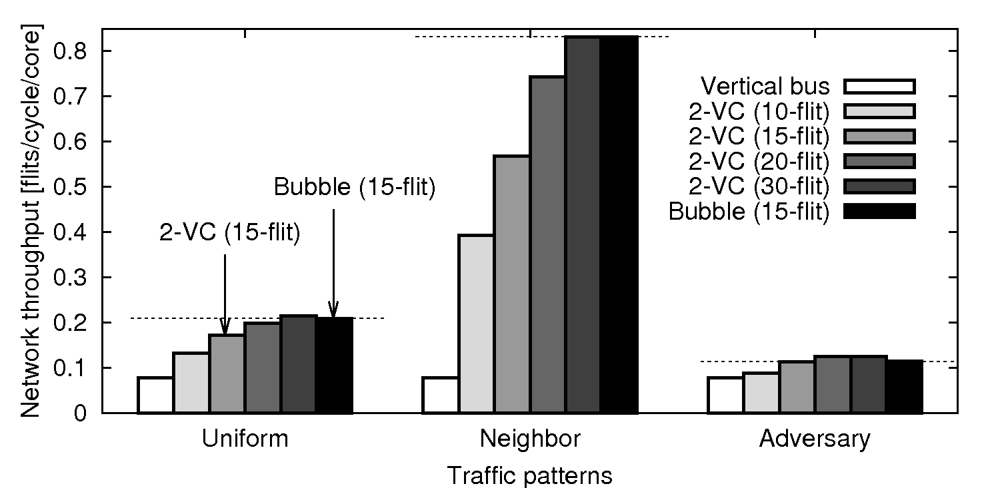 Network throughput [flits/cycle/core]
0.8
0.7
0.6
0.5
0.4
0.3
0.2
0.1
0
Vertical bus
2-VC (10-flit)
2-VC (15-flit)
2-VC (20-flit)
2-VC (30-flit)
Bubble (15-flit)
Bubble (15-flit)
2-VC (15-flit)
Uniform
Neighbor
Adversary
Traffic patterns